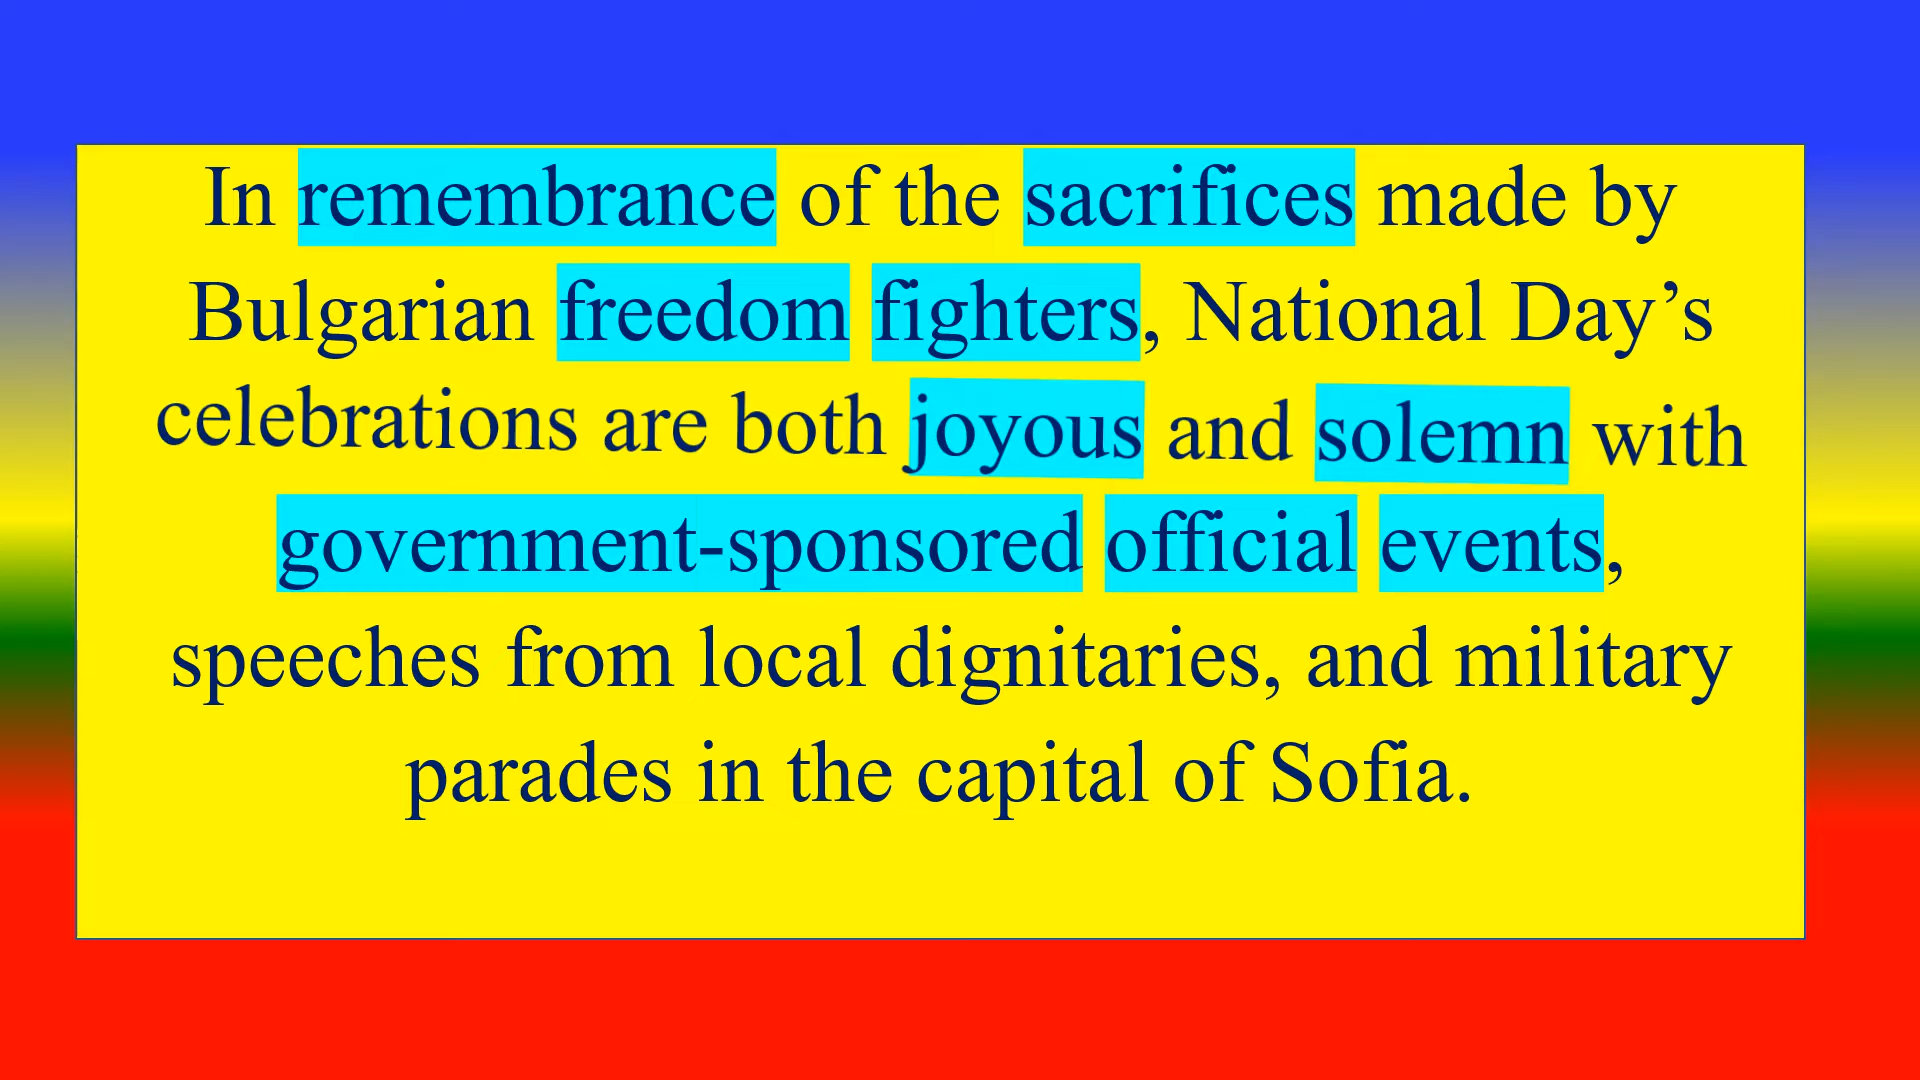 In remembrance of the sacrifices made by
Bulgarian freedom fighters, National Day’s
celebrations are both joyous and solemn with
government-sponsored official events,
speeches from local dignitaries, and military
parades in the capital of Sofia.